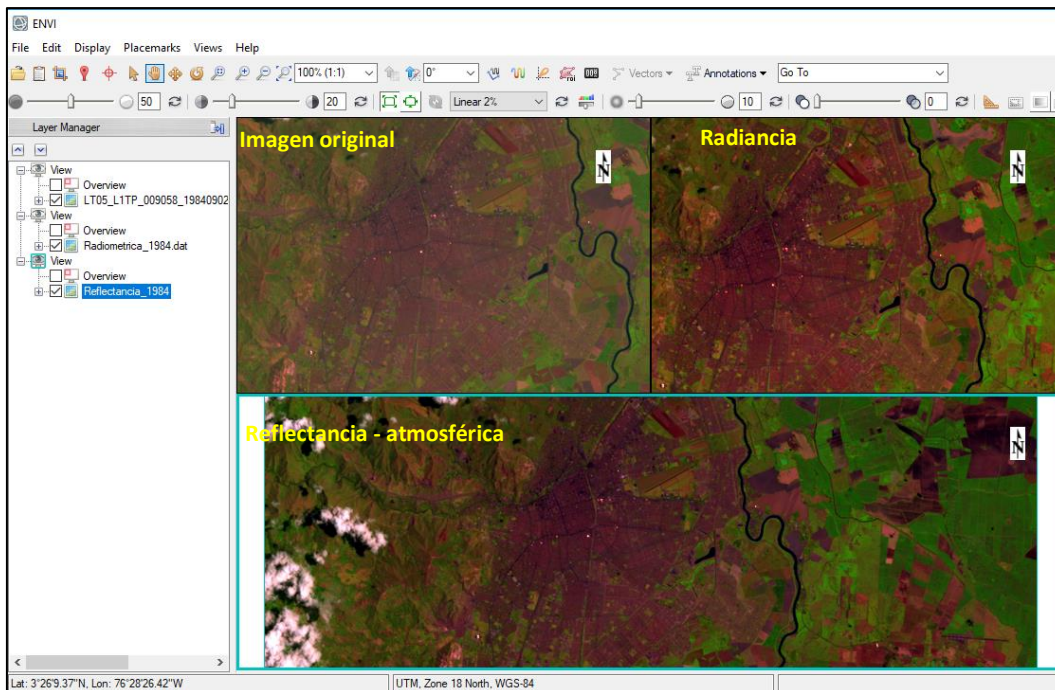 ENVI
File Edit Display Placemarks Views Help
100% (1:1) 0° Vectors Annotations Go To
50 20 Linear 2% 10 0
Layer Manager
View
Overview
LT05_L1TP_009058_19840902
View
Overview
Radiometrica_1984.dat
View
Overview
Reflectancia_1984
Imagen original
N
Radiancia
N
Reflectancia - atmosférica
N
Lat: 3°26'9.37"N, Lon: 76°28'26.42"W UTM, Zone 18 North, WGS-84